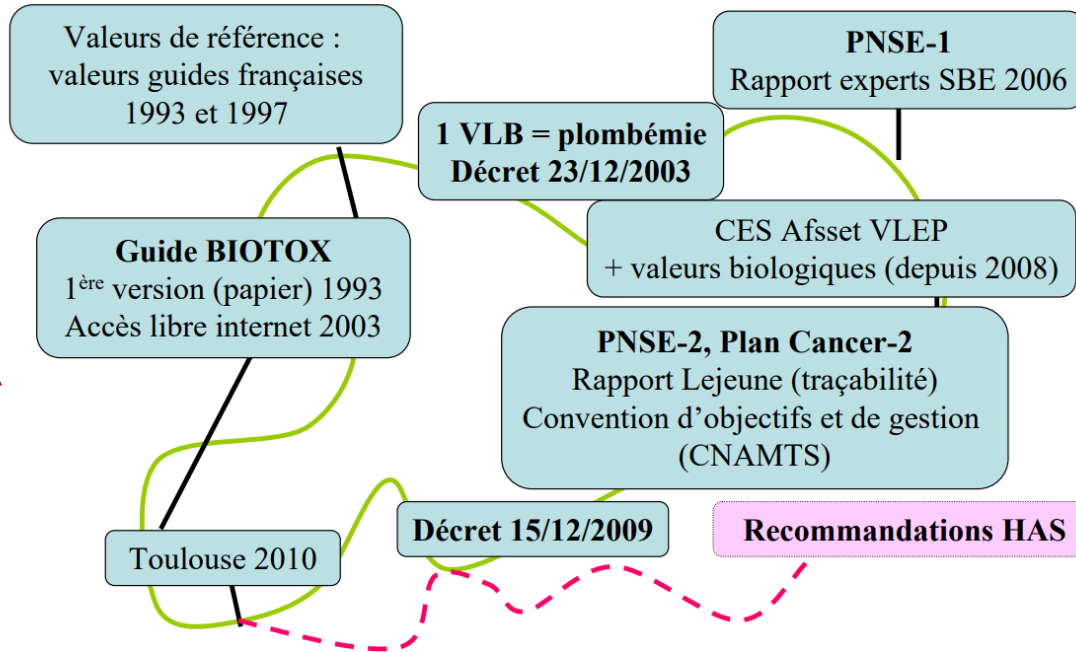 Valeurs de référence :
valeurs guides françaises
1993 et 1997
PNSE-1
Rapport experts SBE 2006
1 VLB = plombémie
Décret 23/12/2003
CES Afsset VLEP
+ valeurs biologiques (depuis 2008)
Guide BIOTOX
1ère version (papier) 1993
Accès libre internet 2003
PNSE-2, Plan Cancer-2
Rapport Lejeune (traçabilité)
Convention d’objectifs et de gestion
(CNAMTS)
Décret 15/12/2009
Recommandations HAS
Toulouse 2010